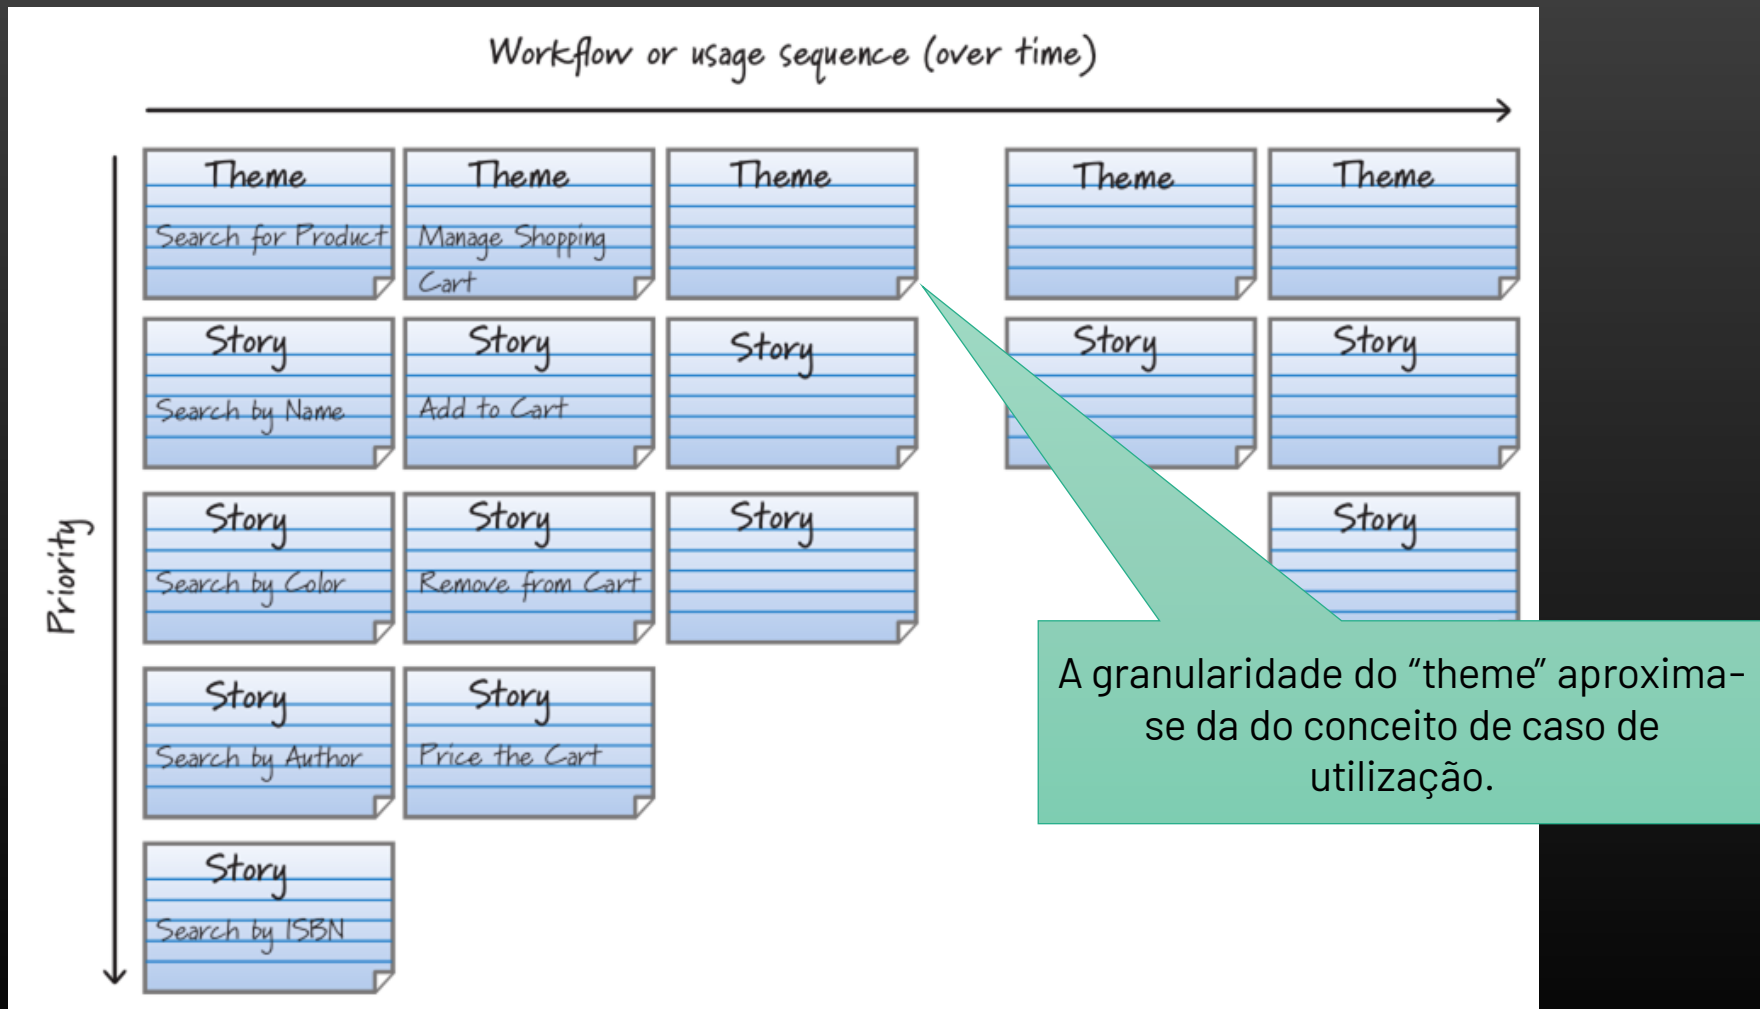 Workflow or usage sequence (over time)
Priority
Theme
Search for Product
Theme
Manage Shopping
Cart
Theme
Theme
Theme
Story
Search by Name
Story
Add to Cart
Story
Story
Story
Story
Search by Color
Story
Remove from Cart
Story
Story
Story
Search by Author
Story
Price the Cart
Story
Search by ISBN
A granularidade do “theme” aproxima-
se da do conceito de caso de
utilização.